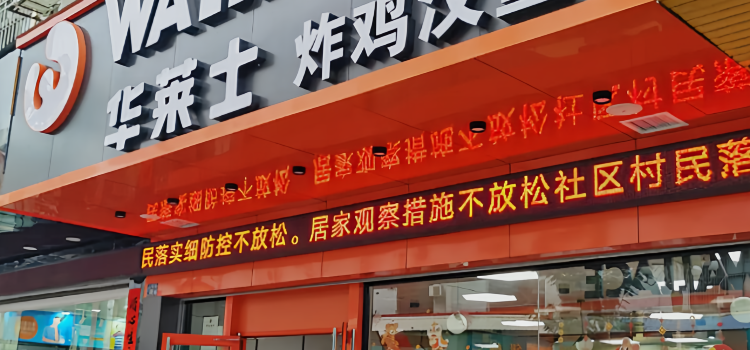 WA
华莱士 炸鸡汉堡
民落实细防控不放松。居家观察措施不放松社区村民落